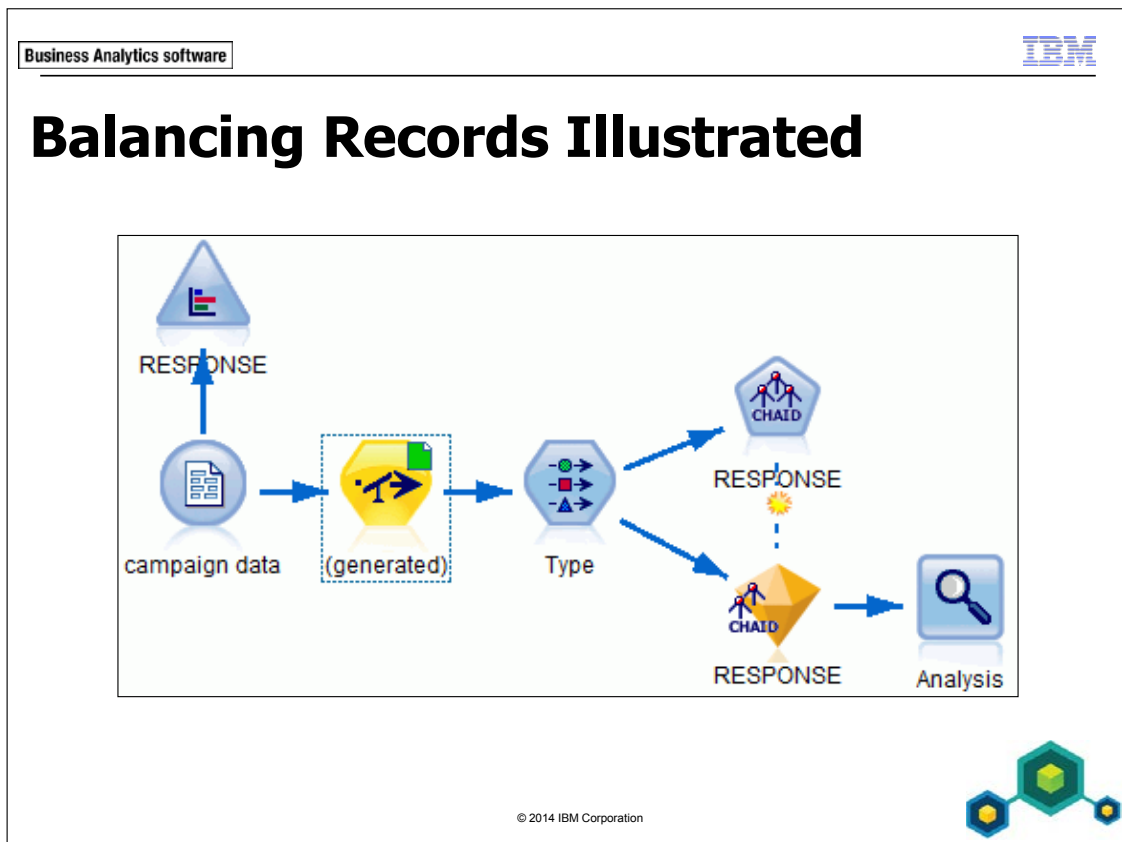 Business Analytics software
IBM
Balancing Records Illustrated
RESPONSE
campaign data
(generated)
Type
CHAID
RESPONSE
CHAID
RESPONSE
Analysis
© 2014 IBM Corporation